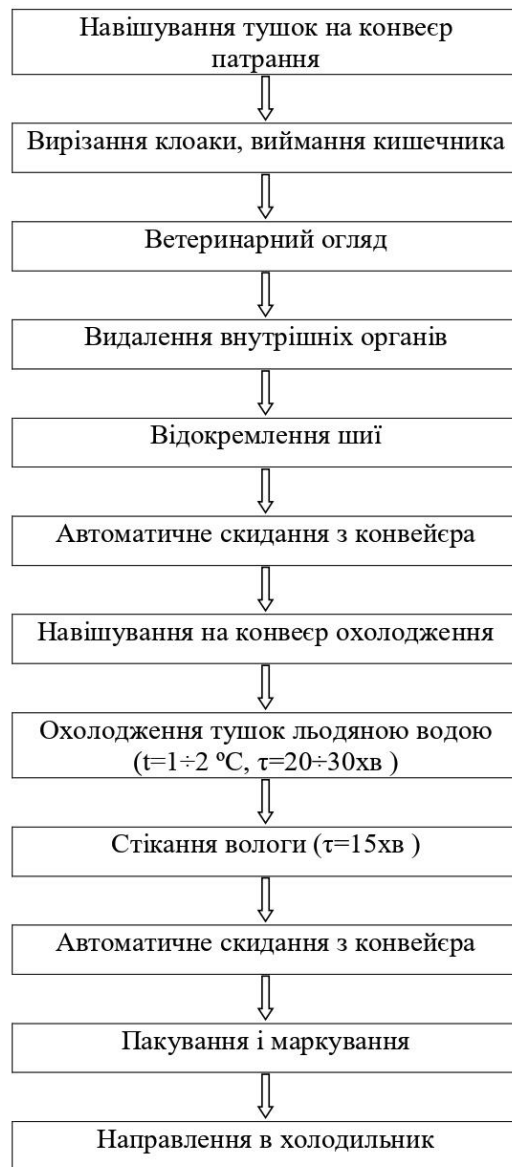 Навішування тушок на конвеєр
патрання
Вирізання клоаки, виймання кишечника
Ветеринарний огляд
Видалення внутрішніх органів
Відокремлення шиї
Автоматичне скидання з конвейєра
Навішування на конвеєр охолодження
Охолодження тушок льодяною водою
(t=1÷2 ºС, τ=20÷30хв )
Стікання вологи (τ=15хв )
Автоматичне скидання з конвейєра
Пакування і маркування
Направлення в холодильник